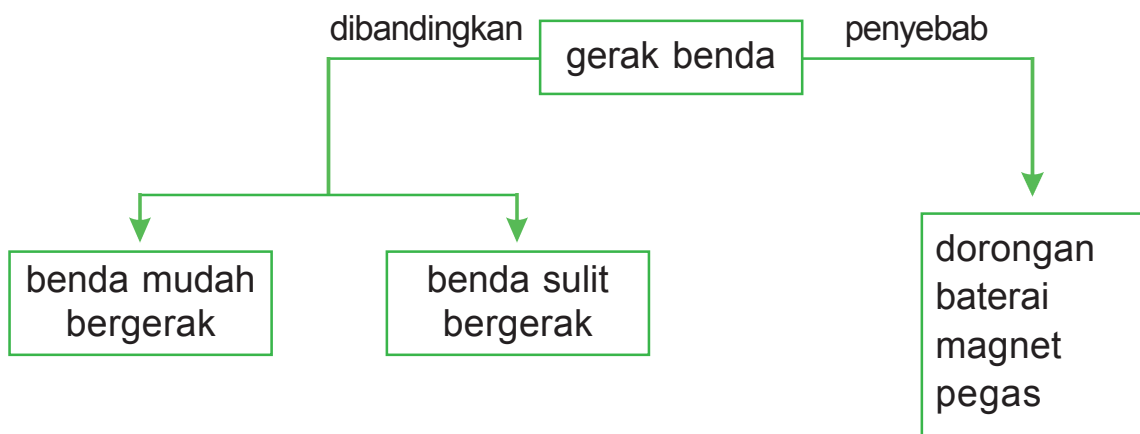 dibandingkan
gerak benda
penyebab
benda mudah
bergerak
benda sulit
bergerak
dorongan
baterai
magnet
pegas